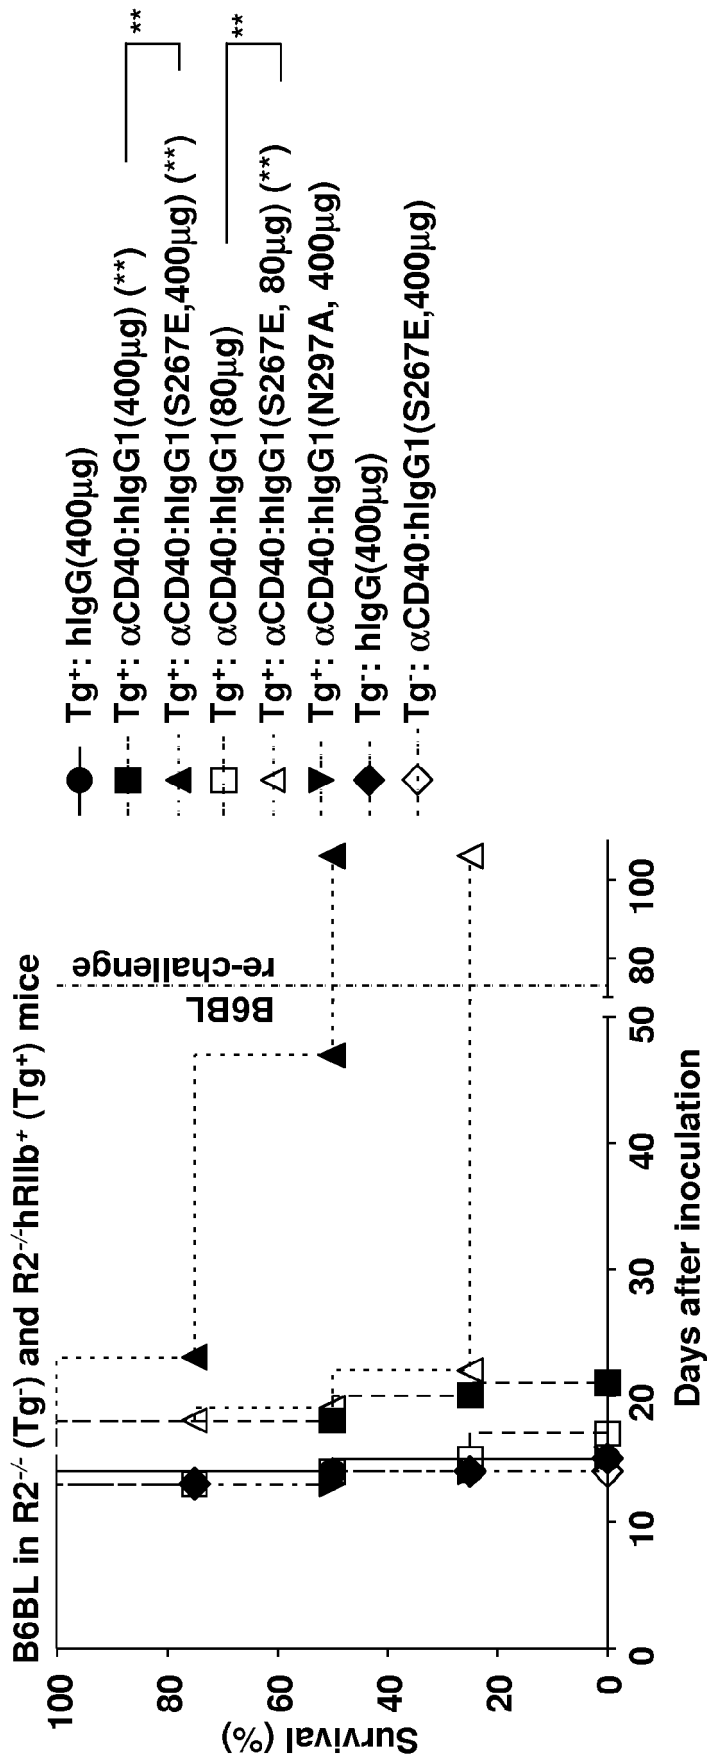 B6BL in R2⁻/⁻ (Tg⁻) and R2⁻/⁻hRIIb⁺ (Tg⁺) mice
Survival (%)
100
80
60
40
20
0
B6BL
re-challenge
0
10
20
30
40
50
80
100
Days after inoculation
Tg⁺: hIgG(400µg)
Tg⁺: αCD40:hIgG1(400µg) (**)
Tg⁺: αCD40:hIgG1(S267E,400µg) (**)
Tg⁺: αCD40:hIgG1(80µg)
Tg⁺: αCD40:hIgG1(S267E, 80µg) (**)
Tg⁺: αCD40:hIgG1(N297A, 400µg)
Tg⁻: hIgG(400µg)
Tg⁻: αCD40:hIgG1(S267E,400µg)
**
**